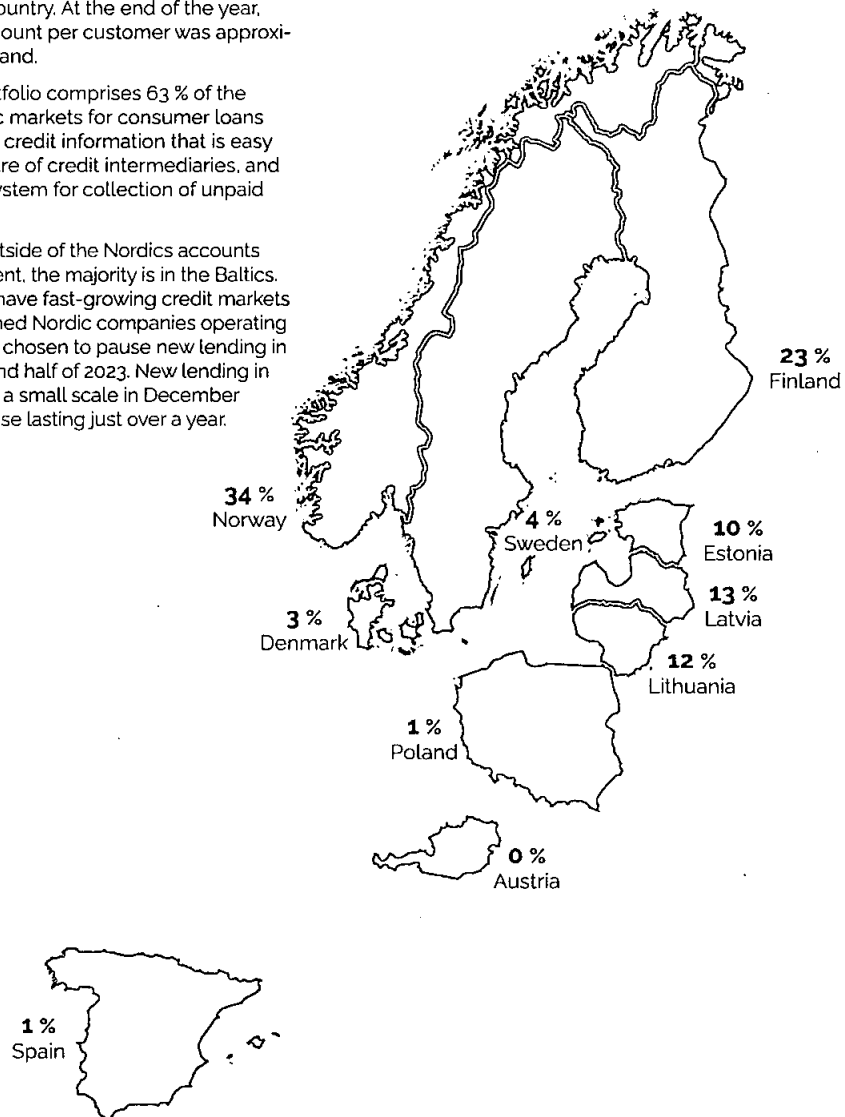 ountry. At the end of the year,
ount per customer was approxi-
and.
tfolio comprises 63 % of the
c markets for consumer loans
credit information that is easy
re of credit intermediaries, and
ystem for collection of unpaid
tside of the Nordics accounts
ent, the majority is in the Baltics.
have fast-growing credit markets
ned Nordic companies operating
chosen to pause new lending in
nd half of 2023. New lending in
a small scale in December
se lasting just over a year.
23 %
Finland
34 %
Norway
4 %
Sweden
10 %
Estonia
13 %
Latvia
3 %
Denmark
12 %
Lithuania
1 %
Poland
0 %
Austria
1 %
Spain